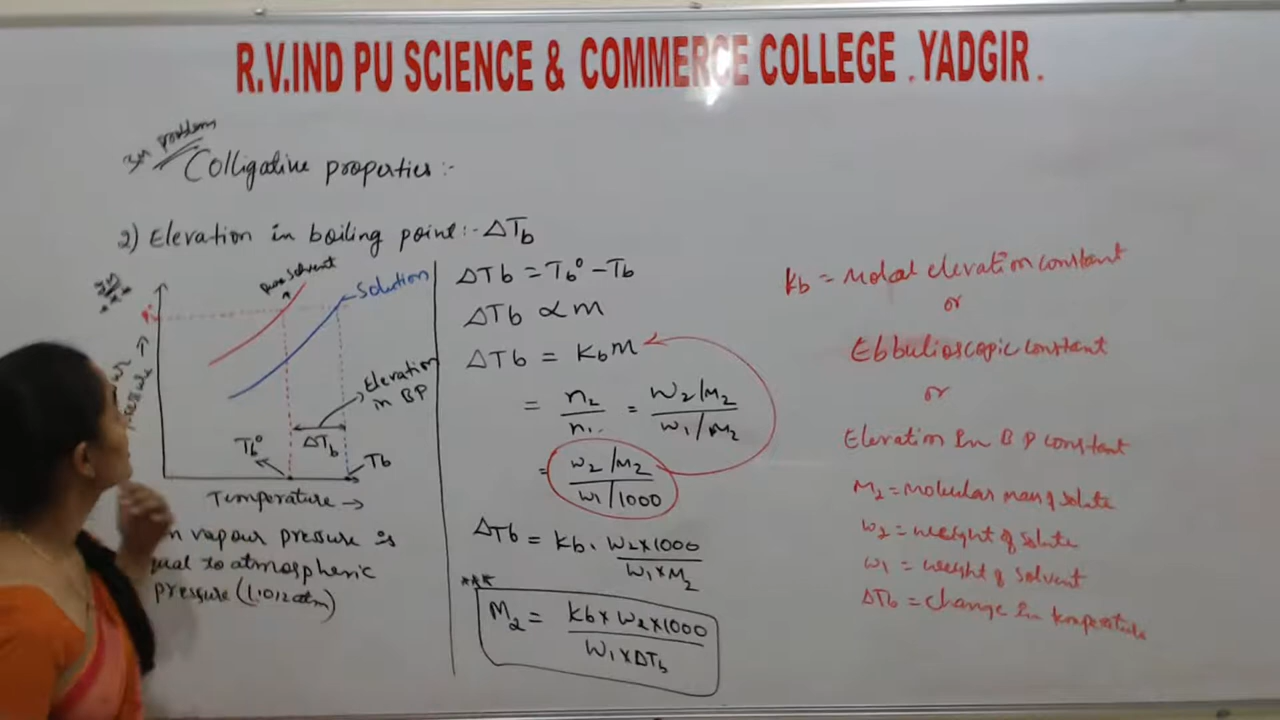 R.V.IND PU SCIENCE & COMMERCE COLLEGE . YADGIR .
3m problem
Colligative properties :-
2) Elevation in boiling point :- ΔTb
pure solvent
Solution
Elevation in BP
ΔTb
Tb°
Tb
Temperature →
vapour pressure is
to atmospheric
pressure (1.012 atm)
ΔTb = Tb° - Tb
ΔTb ∝ m
ΔTb = Kb m
= n2/n1 = W2/M2 / W1/M2
= W2/M2 / W1/1000
ΔTb = Kb . W2 x 1000 / W1 x M2
***
M2 = Kb x W2 x 1000 / W1 x ΔTb
Kb = Molal elevation constant
or
Ebbulioscopic constant
or
Elevation In B P constant
M2 = molecular mass of solute
W2 = weight of solute
W1 = weight of solvent
ΔTb = change In temperature